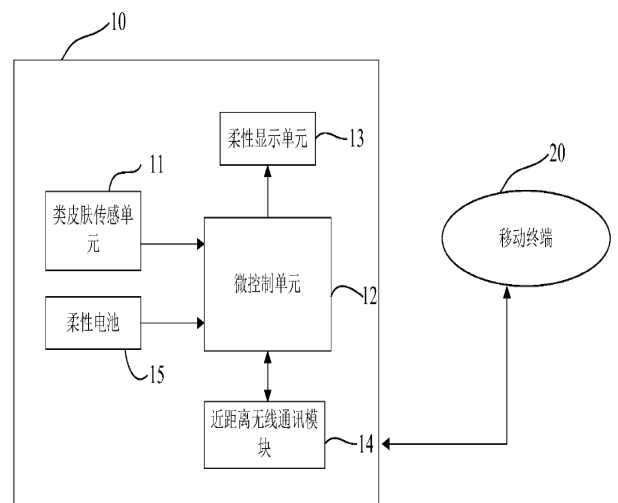 10
柔性显示单元
13
11
类皮肤传感单
元
20
移动终端
微控制单元
12
柔性电池
15
近距离无线通讯模
块
14